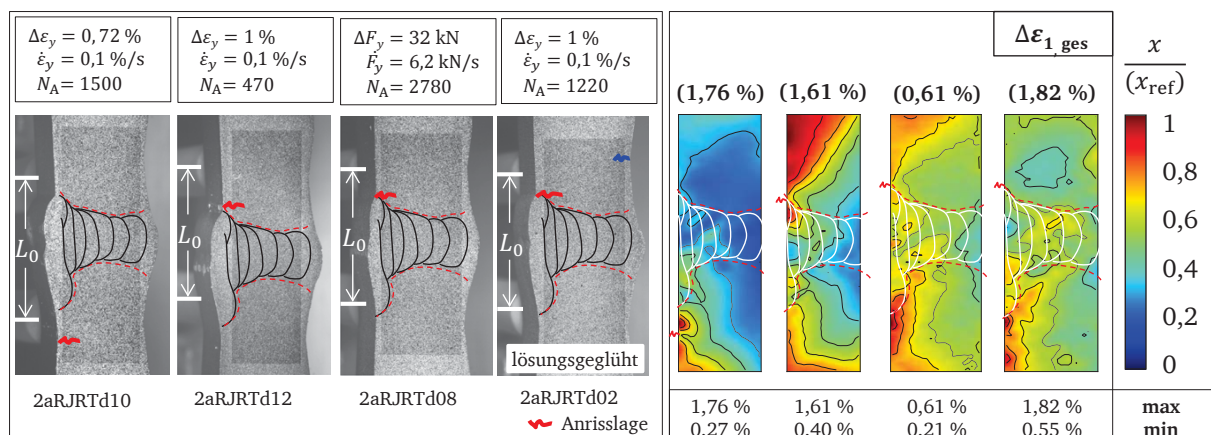 Δε_y = 0,72 %
ε̇_y = 0,1 %/s
N_A= 1500
Δε_y = 1 %
ε̇_y = 0,1 %/s
N_A= 470
ΔF_y = 32 kN
Ḟ_y = 6,2 kN/s
N_A= 2780
Δε_y = 1 %
ε̇_y = 0,1 %/s
N_A= 1220
L_0
L_0
L_0
L_0
lösungsgeglüht
2aRJRTd10
2aRJRTd12
2aRJRTd08
2aRJRTd02
Anrisslage
Δε_1, ges
x
(x_ref)
(1,76 %)
(1,61 %)
(0,61 %)
(1,82 %)
1
0,8
0,6
0,4
0,2
0
1,76 % 1,61 % 0,61 % 1,82 % max
0,27 % 0,40 % 0,21 % 0,55 % min